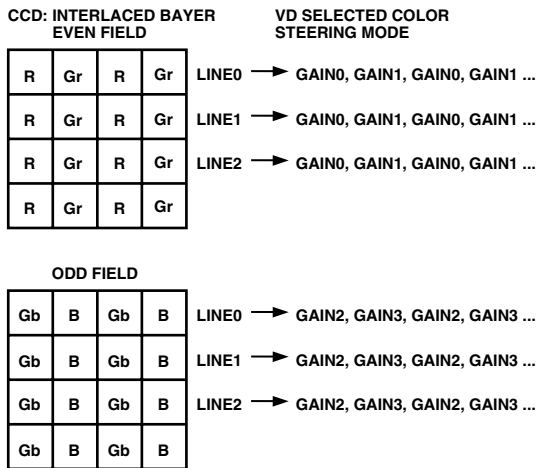 CCD: INTERLACED BAYER VD SELECTED COLOR
EVEN FIELD STEERING MODE
R Gr R Gr LINE0 GAIN0, GAIN1, GAIN0, GAIN1 ...
R Gr R Gr LINE1 GAIN0, GAIN1, GAIN0, GAIN1 ...
R Gr R Gr LINE2 GAIN0, GAIN1, GAIN0, GAIN1 ...
R Gr R Gr
ODD FIELD
Gb B Gb B LINE0 GAIN2, GAIN3, GAIN2, GAIN3 ...
Gb B Gb B LINE1 GAIN2, GAIN3, GAIN2, GAIN3 ...
Gb B Gb B LINE2 GAIN2, GAIN3, GAIN2, GAIN3 ...
Gb B Gb B